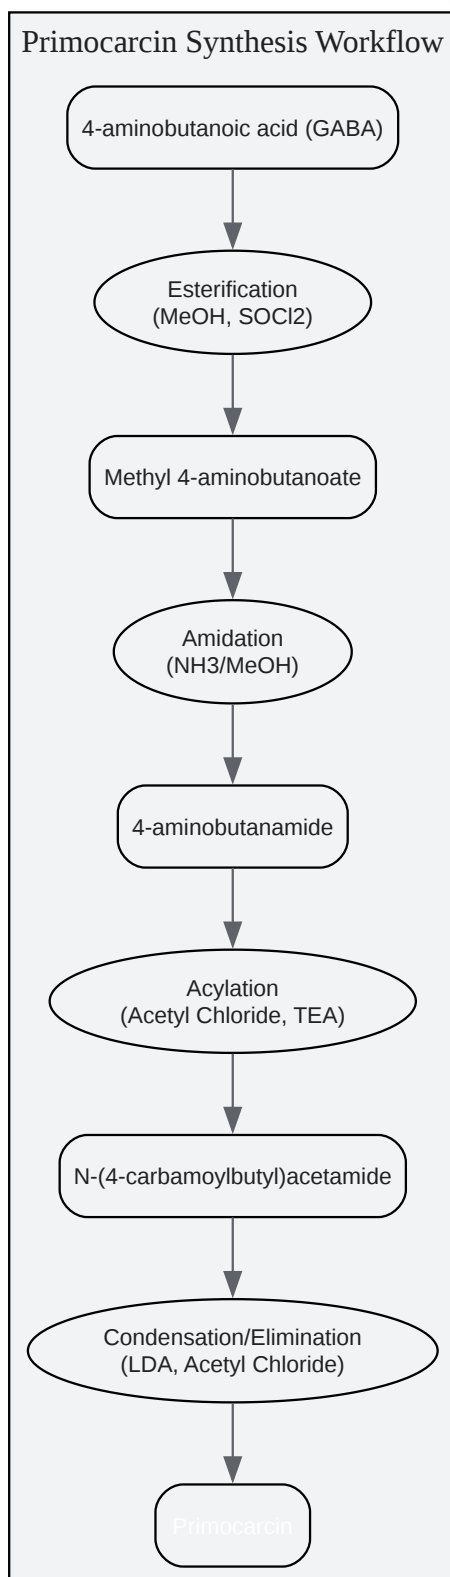 Primocarcin Synthesis Workflow
4-aminobutanoic acid (GABA)
Esterification
(MeOH, SOCl2)
Methyl 4-aminobutanoate
Amidation
(NH3/MeOH)
4-aminobutanamide
Acylation
(Acetyl Chloride, TEA)
N-(4-carbamoylbutyl)acetamide
Condensation/Elimination
(LDA, Acetyl Chloride)
Primocarcin